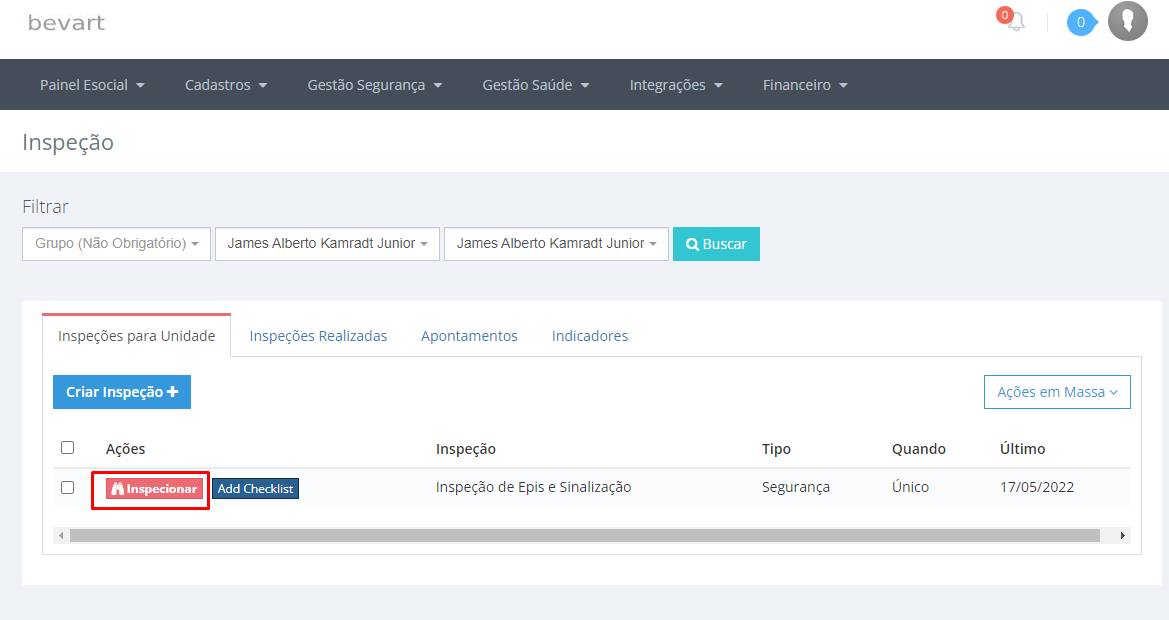 bevart
0
0
Painel Esocial Cadastros Gestão Segurança Gestão Saúde Integrações Financeiro
Inspeção
Filtrar
Grupo (Não Obrigatório) James Alberto Kamradt Junior James Alberto Kamradt Junior Buscar
Inspeções para Unidade Inspeções Realizadas Apontamentos Indicadores
Criar Inspeção Ações em Massa
Ações Inspeção Tipo Quando Último
Inspecionar Add Checklist Inspeção de Epis e Sinalização Segurança Único 17/05/2022